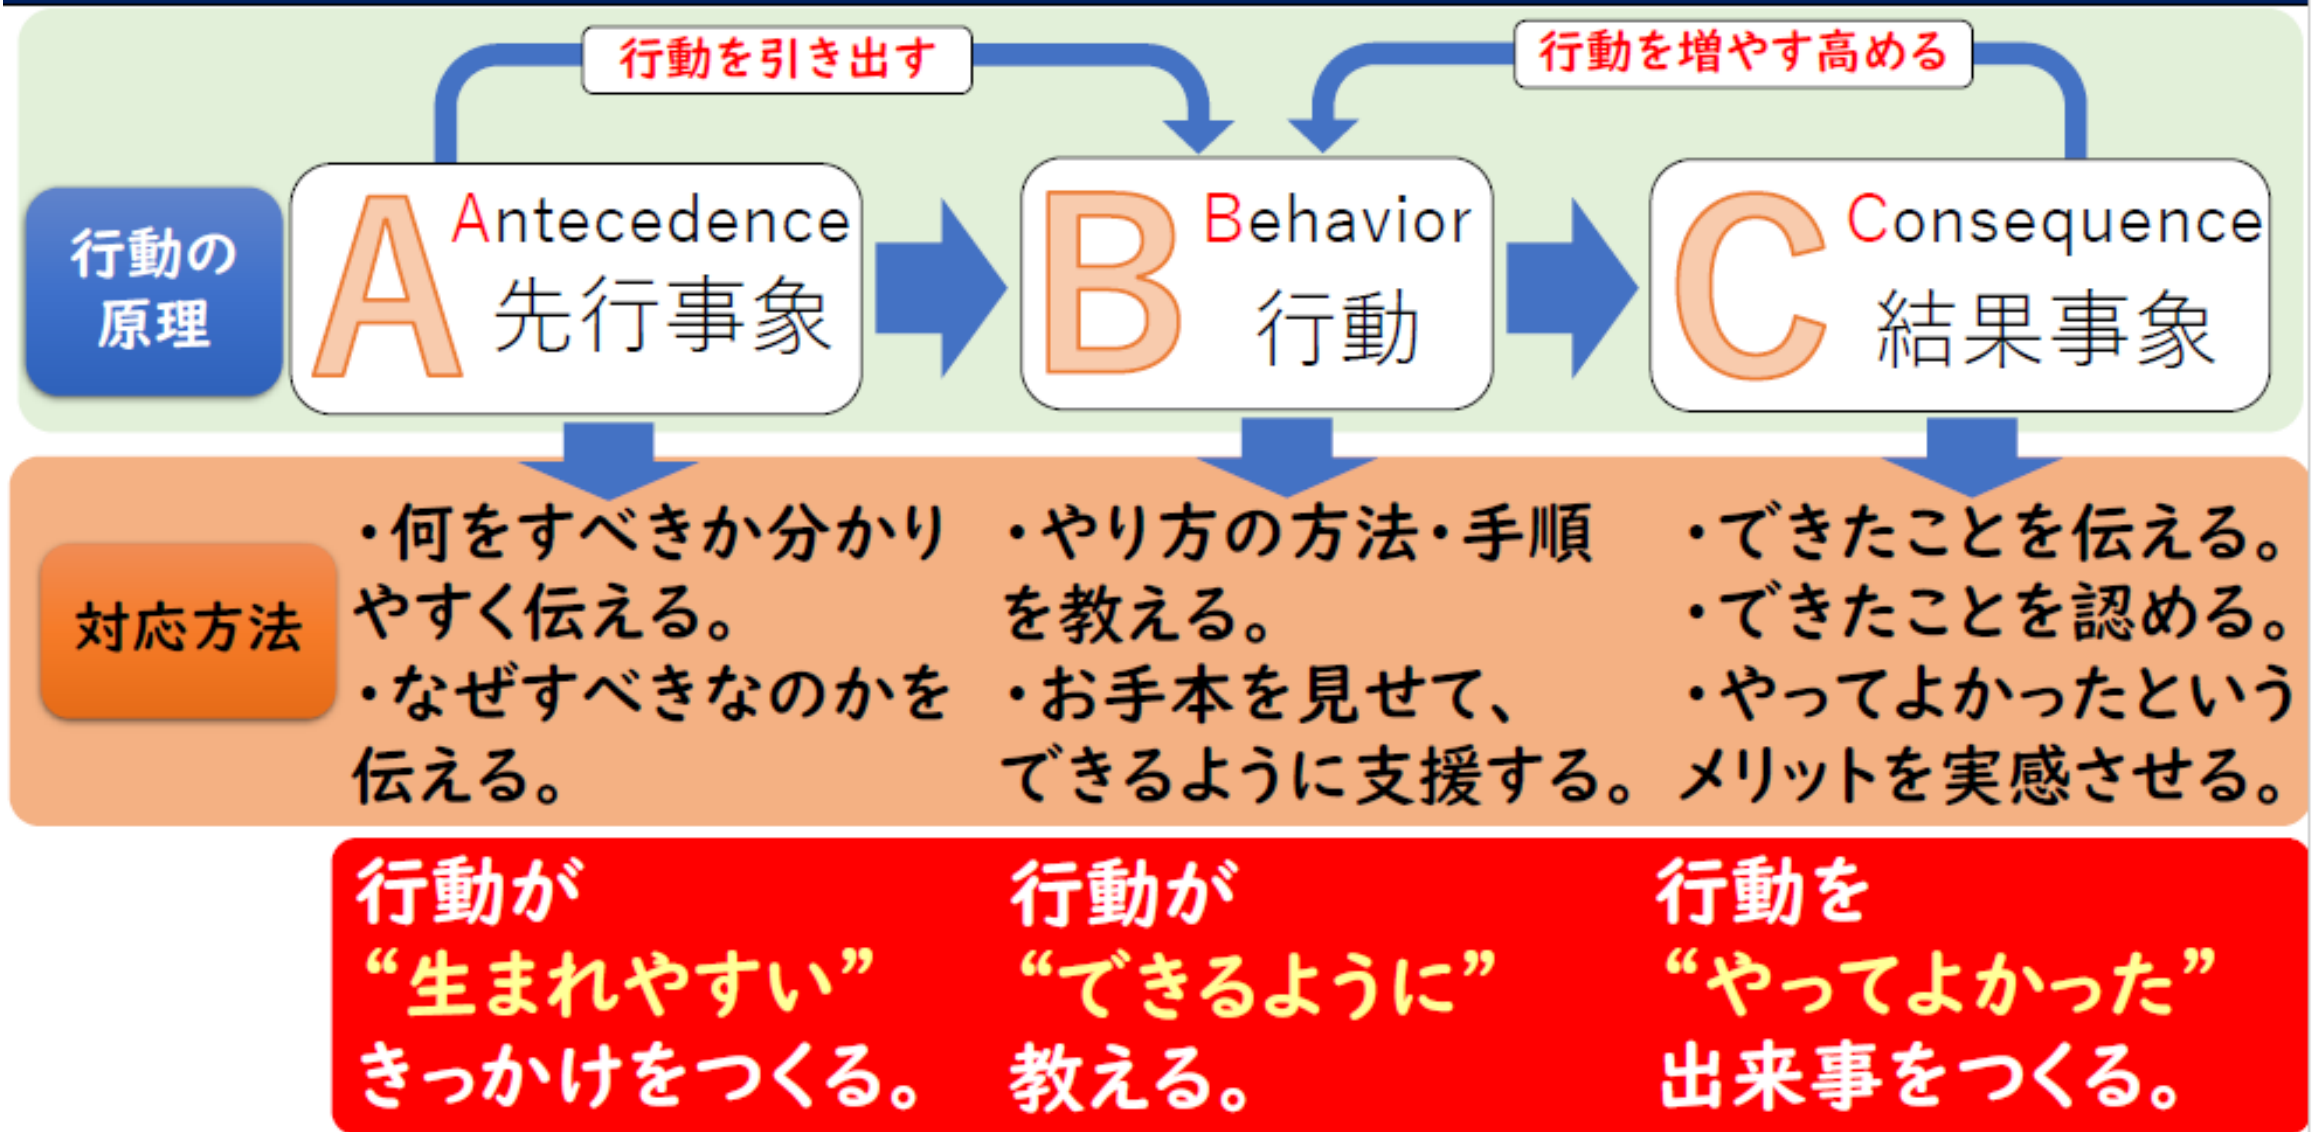 行動を引き出す
行動を増やす高める
行動の
原理
A
Antecedence
先行事象
B
Behavior
行動
C
Consequence
結果事象
対応方法
・何をすべきか分かり
やすく伝える。
・なぜすべきなのかを
伝える。
・やり方の方法・手順
を教える。
・お手本を見せて、
できるように支援する。
・できたことを伝える。
・できたことを認める。
・やってよかったという
メリットを実感させる。
行動が
“生まれやすい”
きっかけをつくる。
行動が
“できるように”
教える。
行動を
“やってよかった”
出来事をつくる。